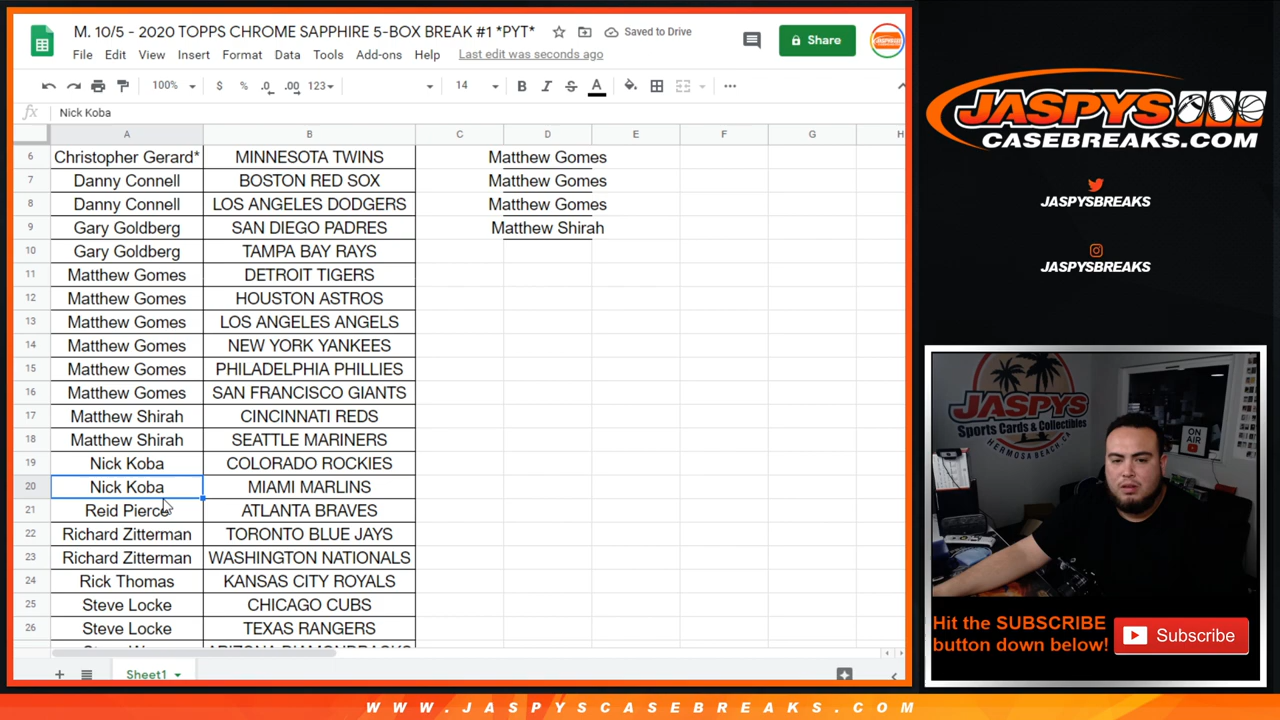 M. 10/5 - 2020 TOPPS CHROME SAPPHIRE 5-BOX BREAK #1 *PYT*
Saved to Drive
File Edit View Insert Format Data Tools Add-ons Help Last edit was seconds ago
Share
100% $ % .0 .00 123 14 B I S A
fx Nick Koba
A B C D E F G H
6 Christopher Gerard* MINNESOTA TWINS Matthew Gomes
7 Danny Connell BOSTON RED SOX Matthew Gomes
8 Danny Connell LOS ANGELES DODGERS Matthew Gomes
9 Gary Goldberg SAN DIEGO PADRES Matthew Shirah
10 Gary Goldberg TAMPA BAY RAYS
11 Matthew Gomes DETROIT TIGERS
12 Matthew Gomes HOUSTON ASTROS
13 Matthew Gomes LOS ANGELES ANGELS
14 Matthew Gomes NEW YORK YANKEES
15 Matthew Gomes PHILADELPHIA PHILLIES
16 Matthew Gomes SAN FRANCISCO GIANTS
17 Matthew Shirah CINCINNATI REDS
18 Matthew Shirah SEATTLE MARINERS
19 Nick Koba COLORADO ROCKIES
20 Nick Koba MIAMI MARLINS
21 Reid Pierce ATLANTA BRAVES
22 Richard Zitterman TORONTO BLUE JAYS
23 Richard Zitterman WASHINGTON NATIONALS
24 Rick Thomas KANSAS CITY ROYALS
25 Steve Locke CHICAGO CUBS
26 Steve Locke TEXAS RANGERS
Sheet1
JASPYS
CASEBREAKS.COM
JASPYSBREAKS
JASPYSBREAKS
JASPYS
Sports Cards & Collectibles
HERMOSA BEACH, CA
ON
AIR
Hit the SUBSCRIBE
button down below!
Subscribe
WWW.JASPYSCASEBREAKS.COM